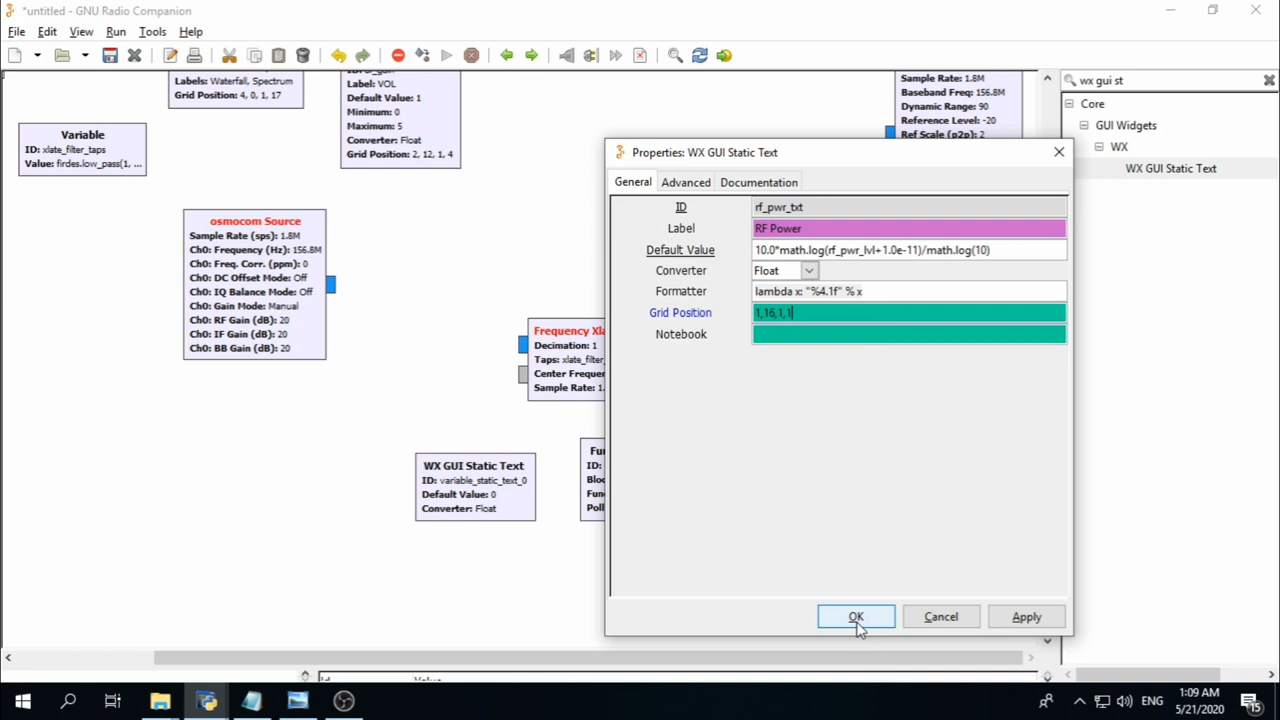 *untitled - GNU Radio Companion
File Edit View Run Tools Help
Labels: Waterfall, Spectrum
Grid Position: 4, 0, 1, 17
Label: VOL
Default Value: 1
Minimum: 0
Maximum: 5
Converter: Float
Grid Position: 2, 12, 1, 4
Sample Rate: 1.8M
Baseband Freq: 156.8M
Dynamic Range: 90
Reference Level: -20
Ref Scale (p2p): 2
wx gui st
Core
GUI Widgets
WX
WX GUI Static Text
Variable
ID: xlate_filter_taps
Value: firdes.low_pass(1, ...
osmocom Source
Sample Rate (sps): 1.8M
Ch0: Frequency (Hz): 156.8M
Ch0: Freq. Corr. (ppm): 0
Ch0: DC Offset Mode: Off
Ch0: IQ Balance Mode: Off
Ch0: Gain Mode: Manual
Ch0: RF Gain (dB): 20
Ch0: IF Gain (dB): 20
Ch0: BB Gain (dB): 20
Frequency Xla
Decimation: 1
Taps: xlate_filter_
Center Frequen
Sample Rate: 1.
WX GUI Static Text
ID: variable_static_text_0
Default Value: 0
Converter: Float
Fu
ID:
Bloc
Fun
Poll
Properties: WX GUI Static Text
General Advanced Documentation
ID rf_pwr_txt
Label RF Power
Default Value 10.0*math.log(rf_pwr_lvl+1.0e-11)/math.log(10)
Converter Float
Formatter lambda x: "%4.1f" % x
Grid Position 1,16,1,1
Notebook
OK Cancel Apply
Id Value
ENG
1:09 AM
5/21/2020
15